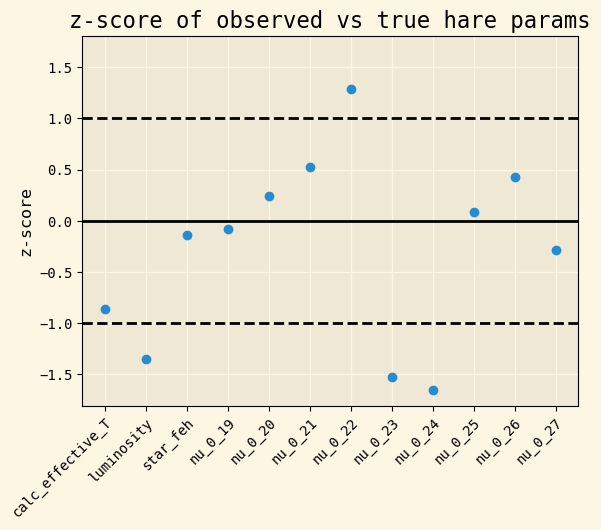 z-score of observed vs true hare params
z-score
1.5
1.0
0.5
0.0
−0.5
−1.0
−1.5
calc_effective_T
luminosity
star_feh
nu_0_19
nu_0_20
nu_0_21
nu_0_22
nu_0_23
nu_0_24
nu_0_25
nu_0_26
nu_0_27